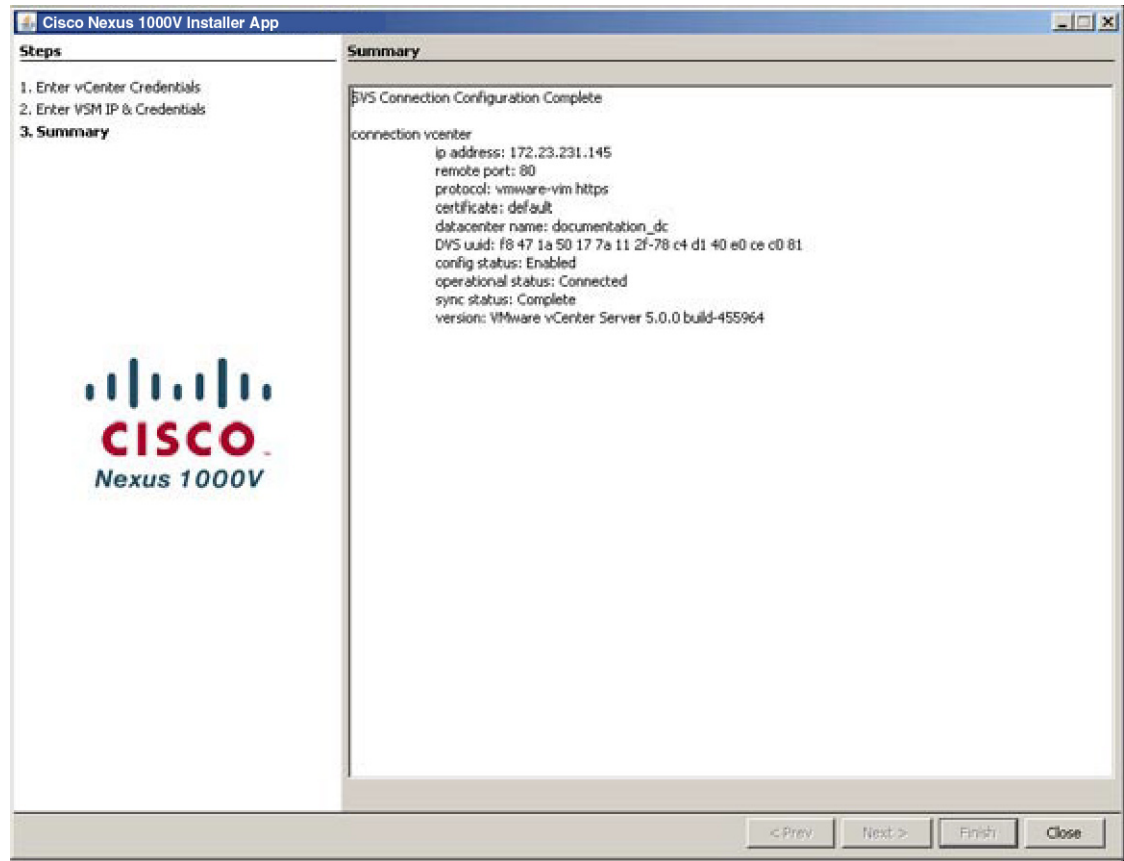 Cisco Nexus 1000V Installer App
Steps
1. Enter vCenter Credentials
2. Enter VSM IP & Credentials
3. Summary
CISCO
Nexus 1000V
Summary
SVS Connection Configuration Complete
connection vcenter
ip address: 172.23.231.145
remote port: 80
protocol: vmware-vim https
certificate: default
datacenter name: documentation_dc
DVS uuid: f8 47 1a 50 17 7a 11 2f-78 c4 d1 40 e0 ce c0 81
config status: Enabled
operational status: Connected
sync status: Complete
version: VMware vCenter Server 5.0.0 build-455964
< Prev Next > Finish Close